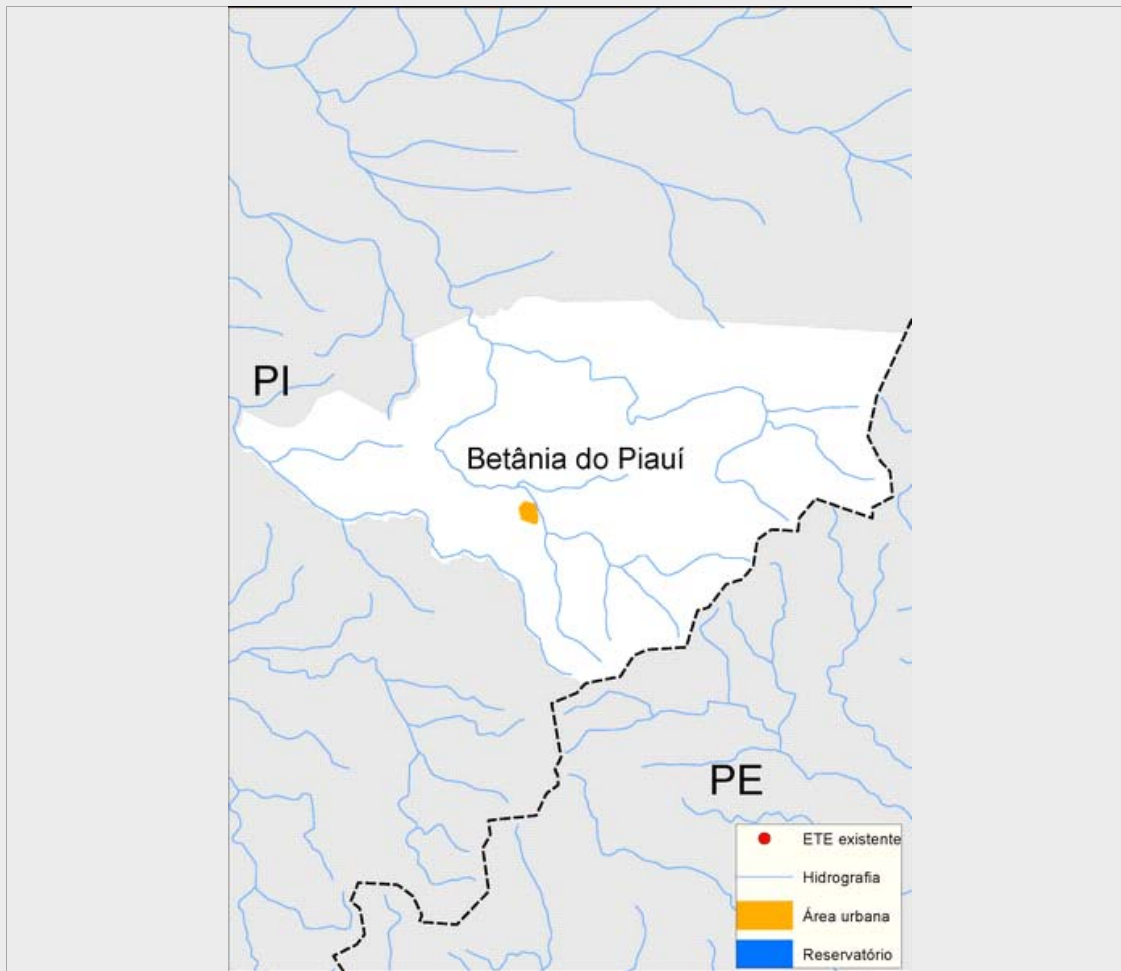 PI
Betânia do Piauí
PE
ETE existente
Hidrografia
Área urbana
Reservatório